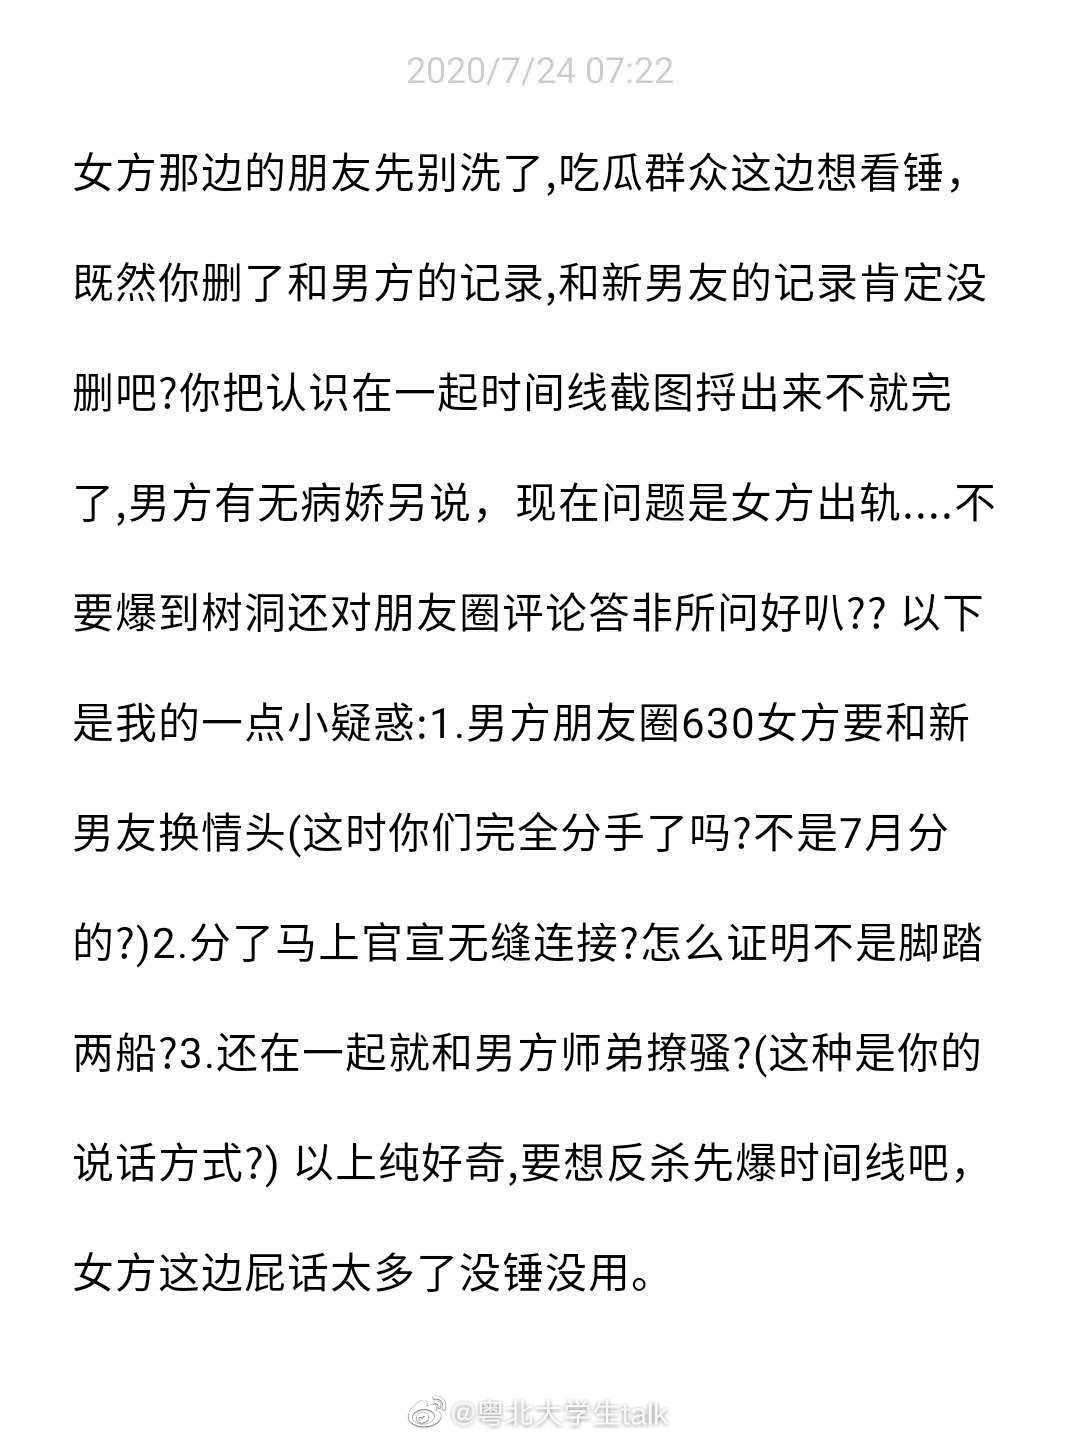 2020/7/24 07:22
女方那边的朋友先别洗了,吃瓜群众这边想看锤，
既然你删了和男方的记录,和新男友的记录肯定没
删吧?你把认识在一起时间线截图捋出来不就完
了,男方有无病娇另说，现在问题是女方出轨....不
要爆到树洞还对朋友圈评论答非所问好叭?? 以下
是我的一点小疑惑:1.男方朋友圈630女方要和新
男友换情头(这时你们完全分手了吗?不是7月分
的?)2.分了马上官宣无缝连接?怎么证明不是脚踏
两船?3.还在一起就和男方师弟撩骚?(这种是你的
说话方式?) 以上纯好奇,要想反杀先爆时间线吧，
女方这边屁话太多了没锤没用。
@粤北大学生talk